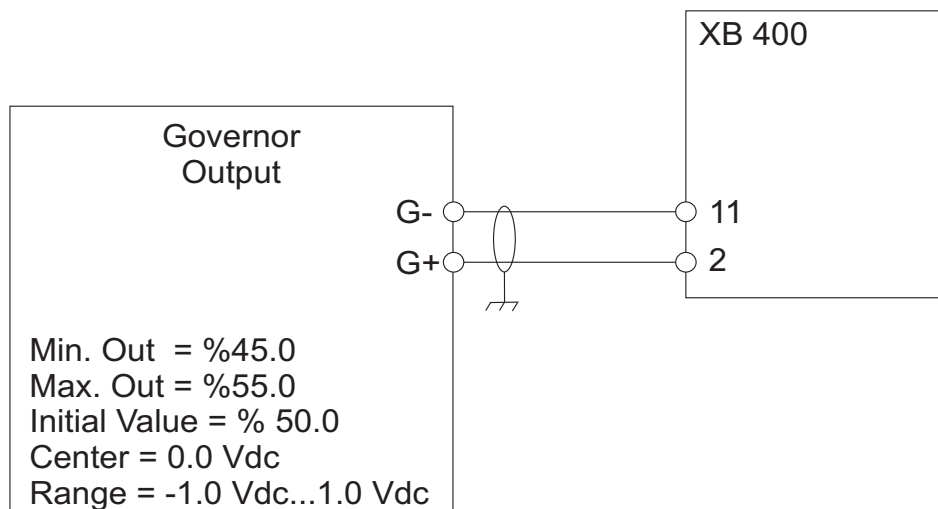 XB 400
Governor
Output
G-
11
G+
2
Min. Out = %45.0
Max. Out = %55.0
Initial Value = % 50.0
Center = 0.0 Vdc
Range = -1.0 Vdc...1.0 Vdc